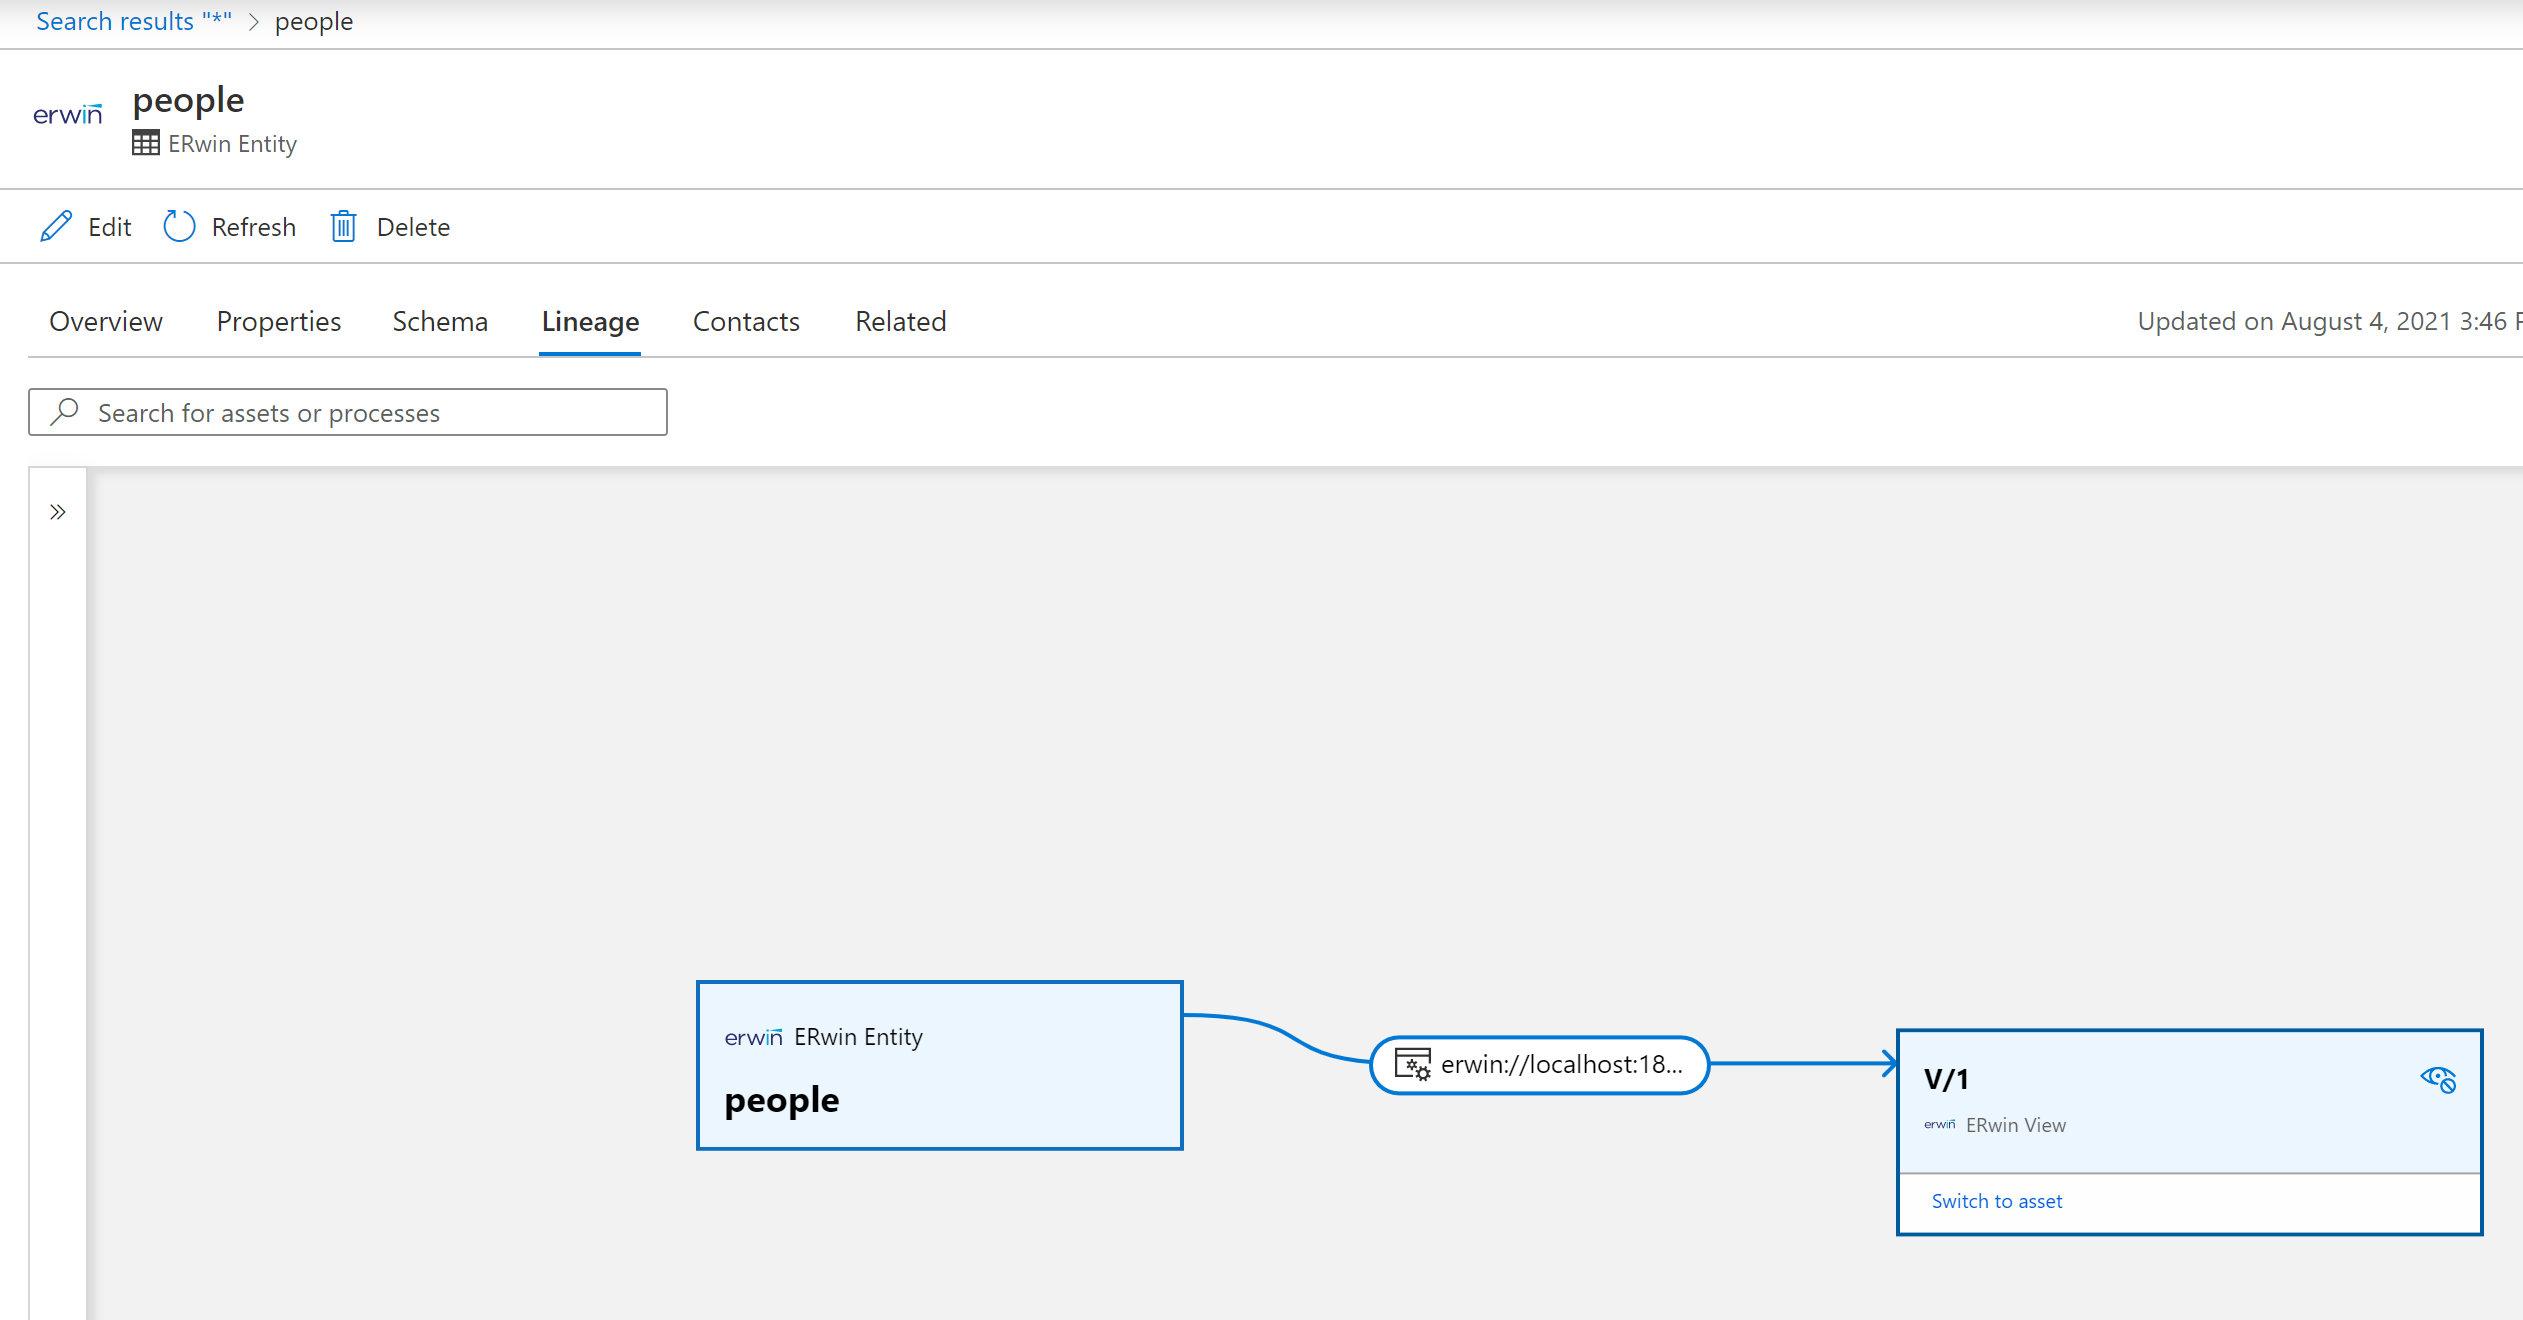 Search results "*" > people
erwin
people
ERwin Entity
Edit
Refresh
Delete
Overview
Properties
Schema
Lineage
Contacts
Related
Updated on August 4, 2021 3:46
Search for assets or processes
erwin ERwin Entity
people
erwin://localhost:18...
V/1
erwin ERwin View
Switch to asset